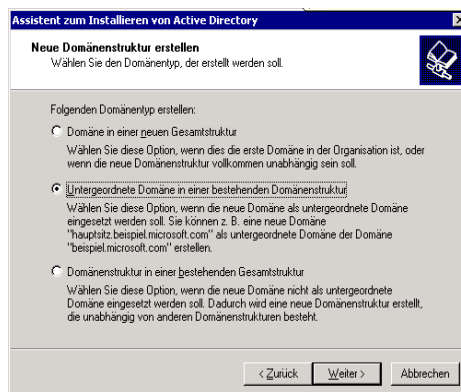 Assistent zum Installieren von Active Directory
Neue Domänenstruktur erstellen
Wählen Sie den Domänentyp, der erstellt werden soll.
Folgenden Domänentyp erstellen:
Domäne in einer neuen Gesamtstruktur
Wählen Sie diese Option, wenn dies die erste Domäne in der Organisation ist, oder
wenn die neue Domänenstruktur vollkommen unabhängig sein soll.
Untergeordnete Domäne in einer bestehenden Domänenstruktur
Wählen Sie diese Option, wenn die neue Domäne als untergeordnete Domäne
eingesetzt werden soll. Sie können z. B. eine neue Domäne
"hauptsitz.beispiel.microsoft.com" als untergeordnete Domäne der Domäne
"beispiel.microsoft.com" erstellen.
Domänenstruktur in einer bestehenden Gesamtstruktur
Wählen Sie diese Option, wenn die neue Domäne nicht als untergeordnete
Domäne eingesetzt werden soll. Dadurch wird eine neue Domänenstruktur erstellt,
die unabhängig von anderen Domänenstrukturen besteht.
< Zurück
Weiter >
Abbrechen